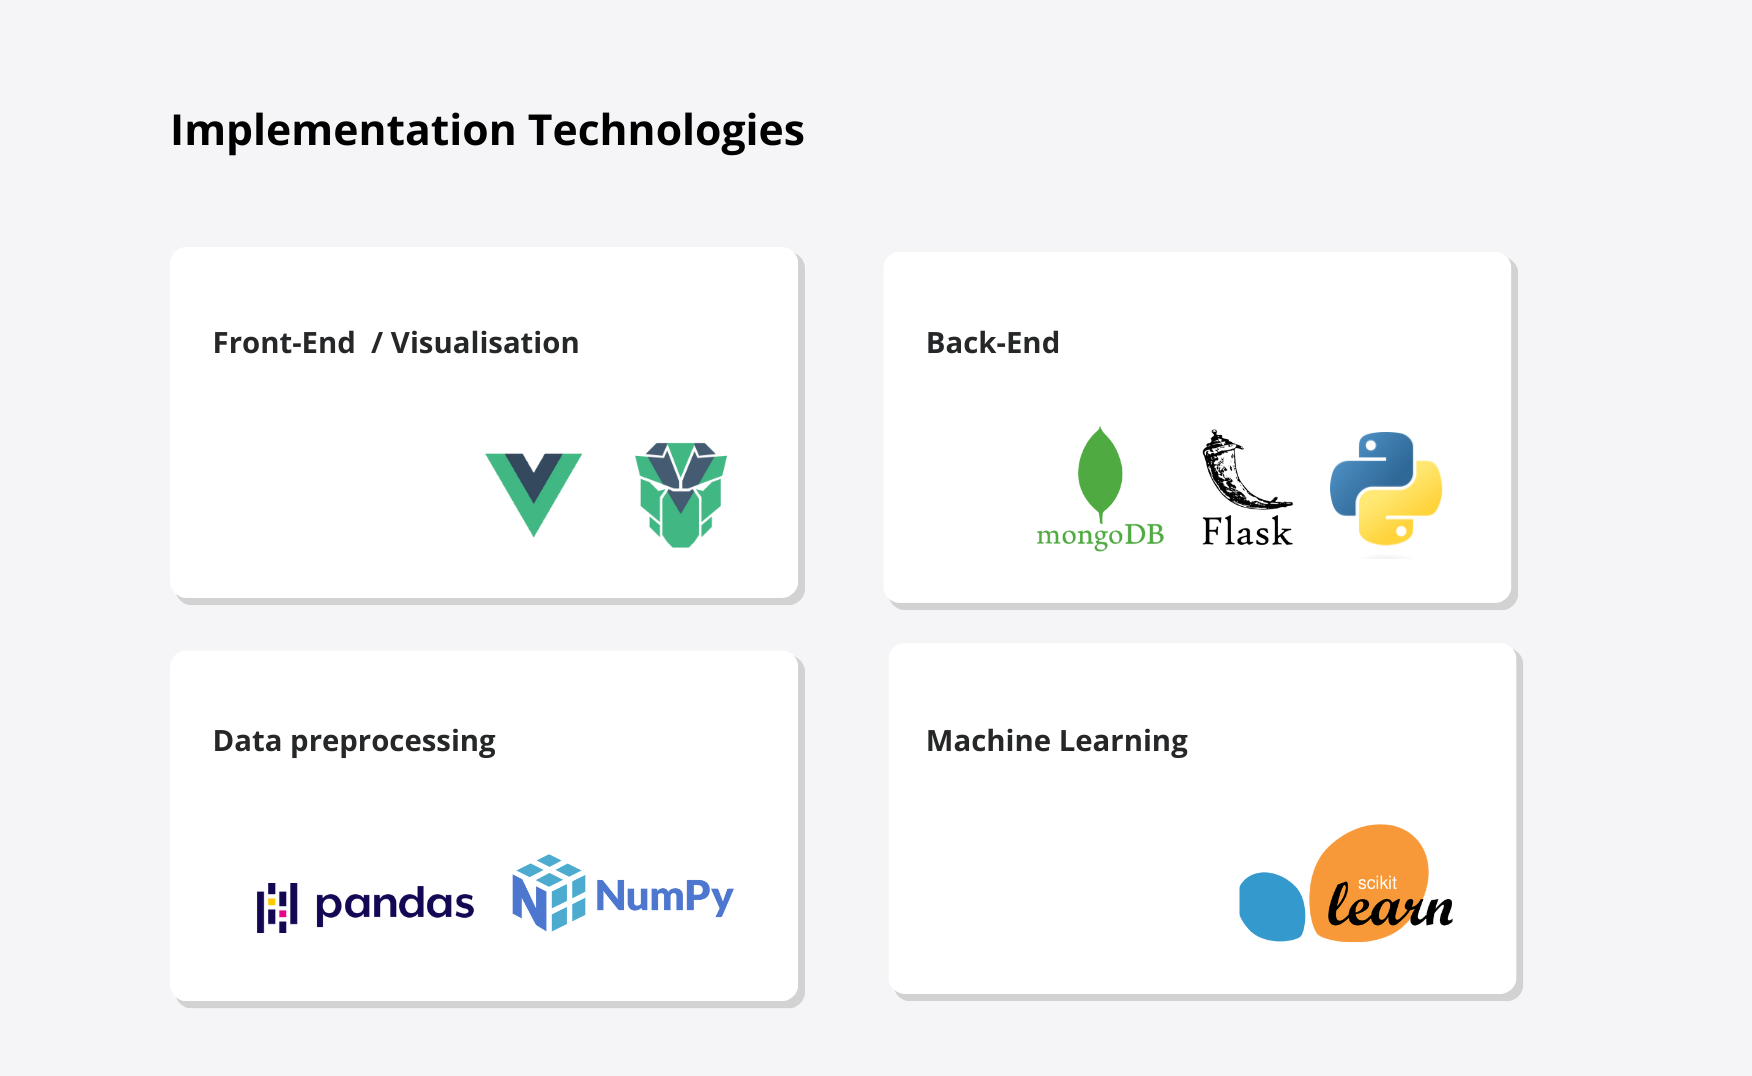 Implementation Technologies
Front-End / Visualisation
Back-End
mongoDB
Flask
Data preprocessing
Machine Learning
pandas
NumPy
scikit
learn